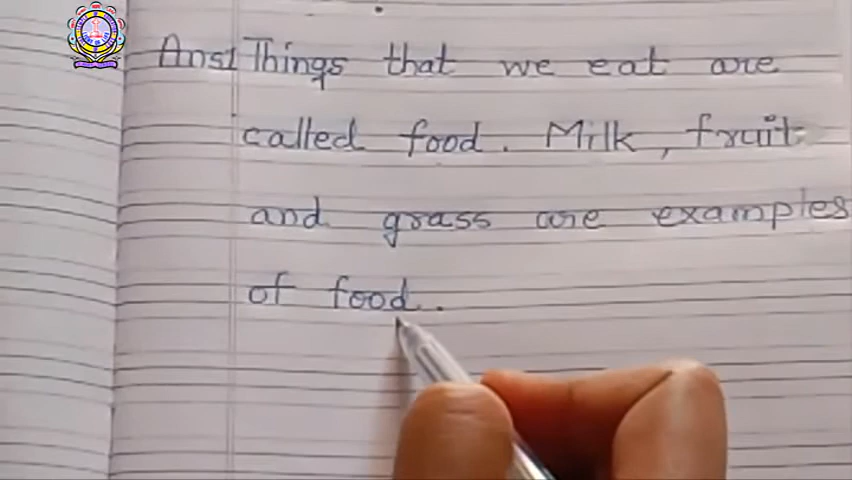 Ans1 Things that we eat are
called food. Milk, fruit
and grass are examples
of food.